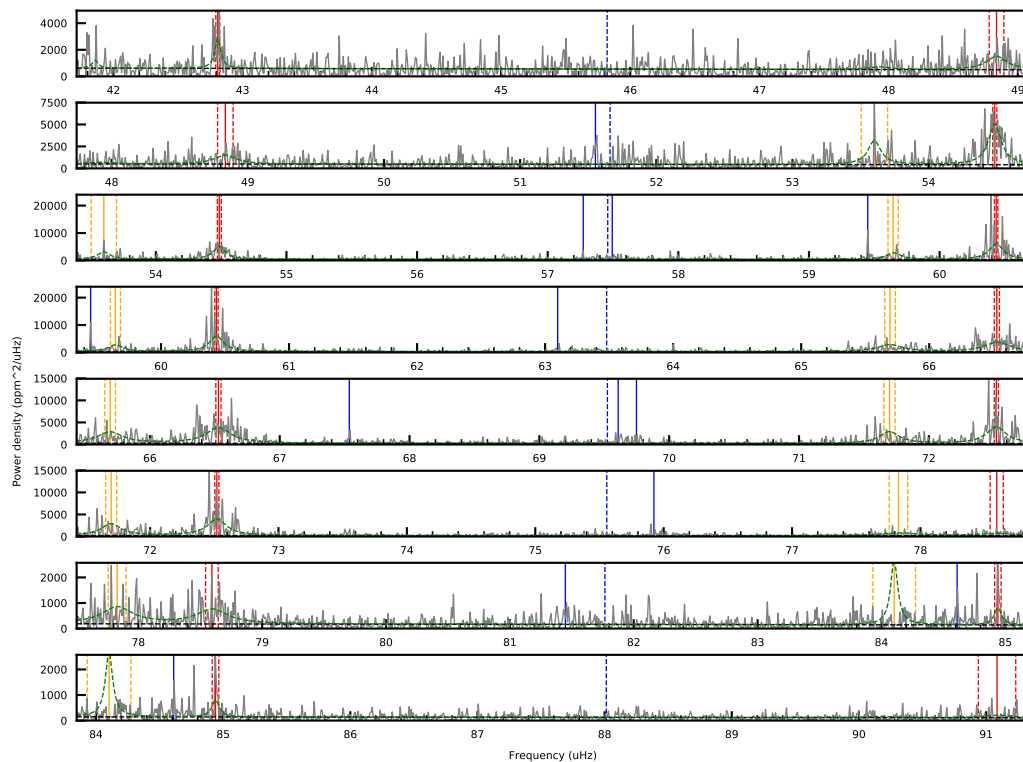 4000
2000
0
42 43 44 45 46 47 48 49
7500
5000
2500
0
48 49 50 51 52 53 54
20000
10000
0
54 55 56 57 58 59 60
20000
10000
0
60 61 62 63 64 65 66
15000
10000
5000
0
66 67 68 69 70 71 72
15000
10000
5000
0
72 73 74 75 76 77 78
2000
1000
0
78 79 80 81 82 83 84 85
2000
1000
0
84 85 86 87 88 89 90 91
Power density (ppm^2/uHz)
Frequency (uHz)